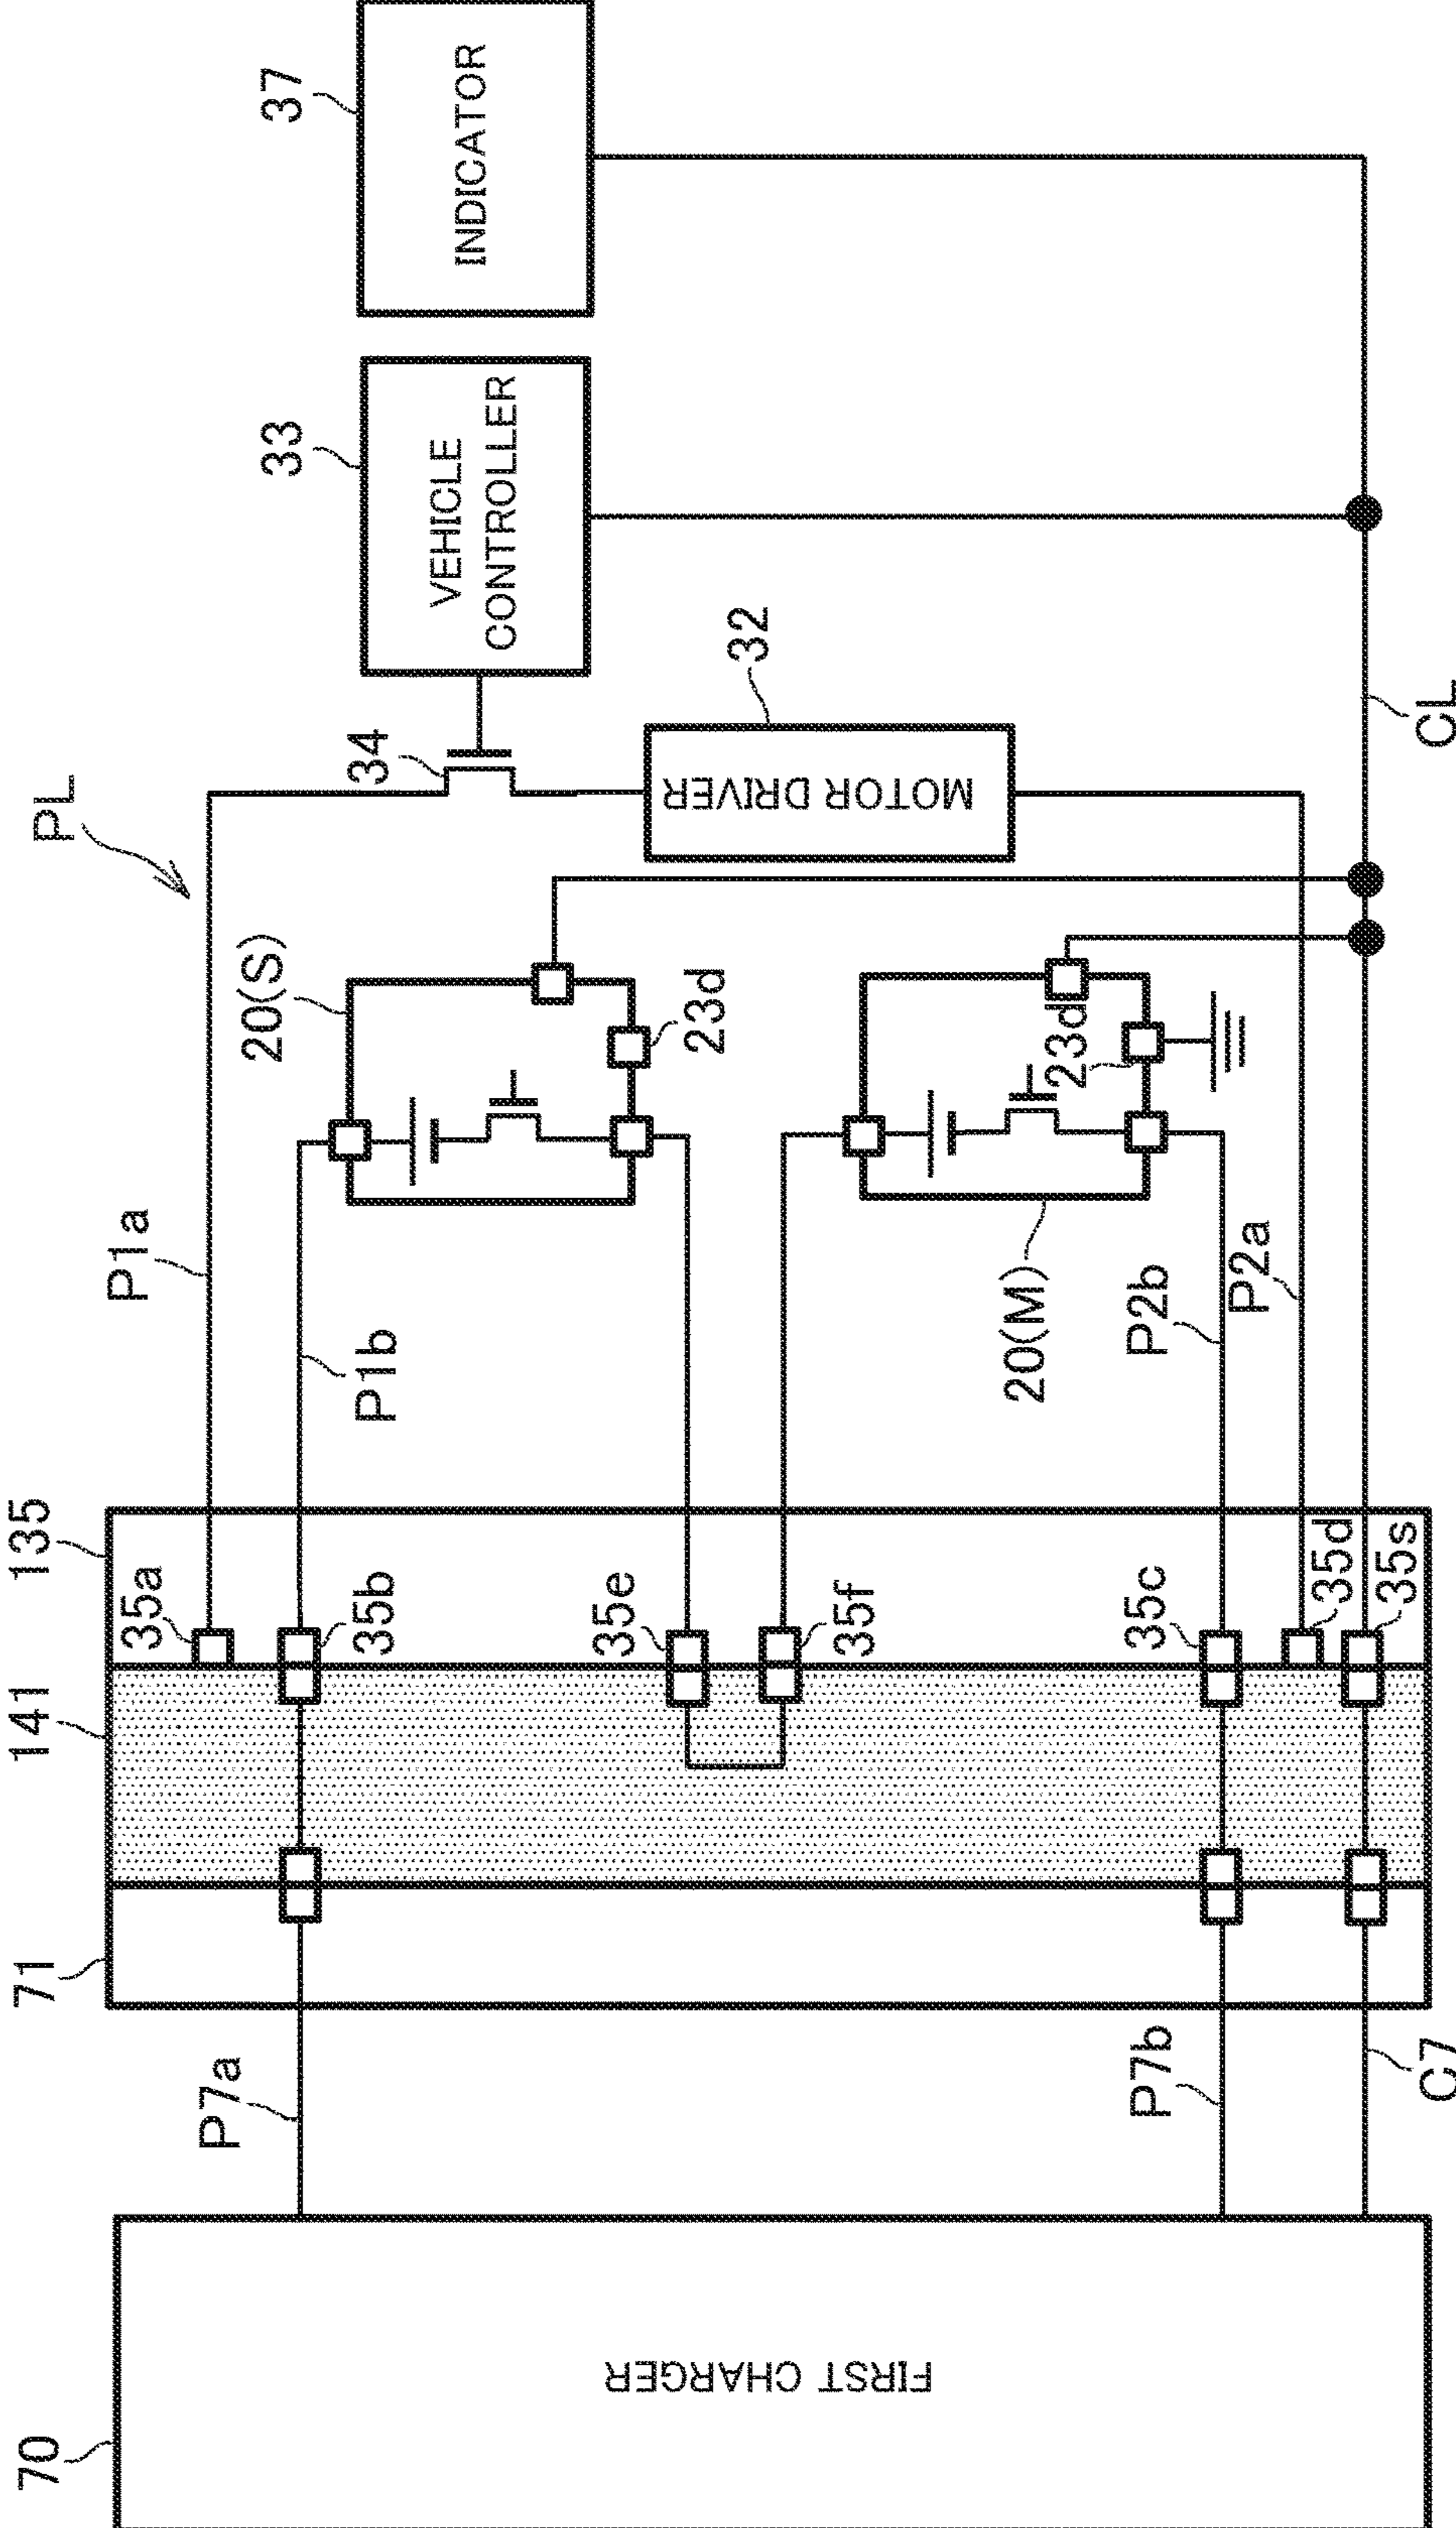 37
INDICATOR
33
VEHICLE
CONTROLLER
32
MOTOR DRIVER
34
PL
CL
20(S)
23d
23d
20(M)
P1a
P1b
P2b
P2a
135
35a
35b
35e
35f
35c
35d
35s
141
71
P7a
P7b
C7
70
FIRST CHARGER